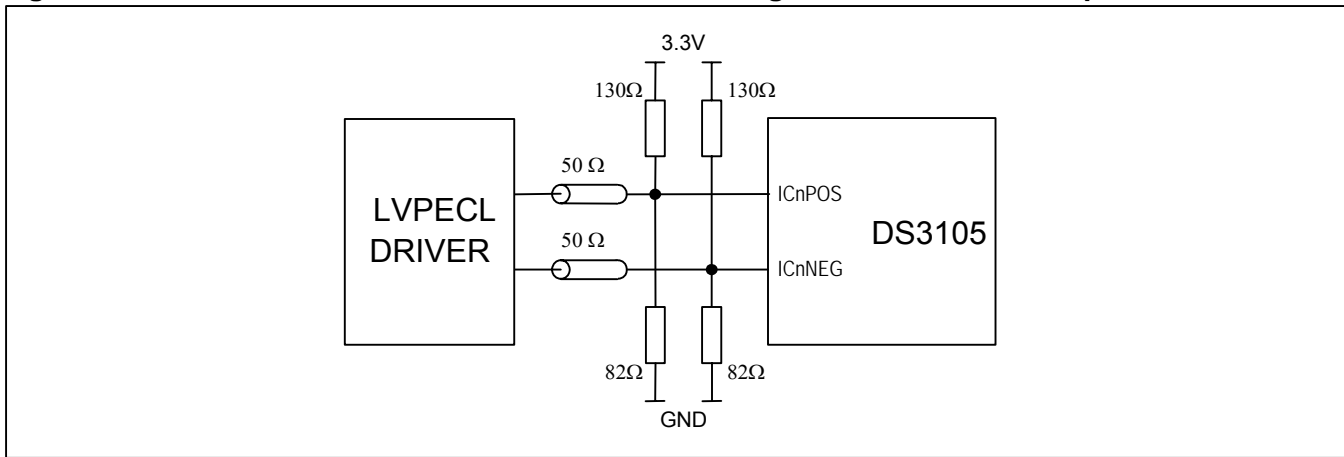 3.3V
130Ω
130Ω
50 Ω
LVPECL
DRIVER
ICnPOS
DS3105
50 Ω
ICnNEG
82Ω
82Ω
GND